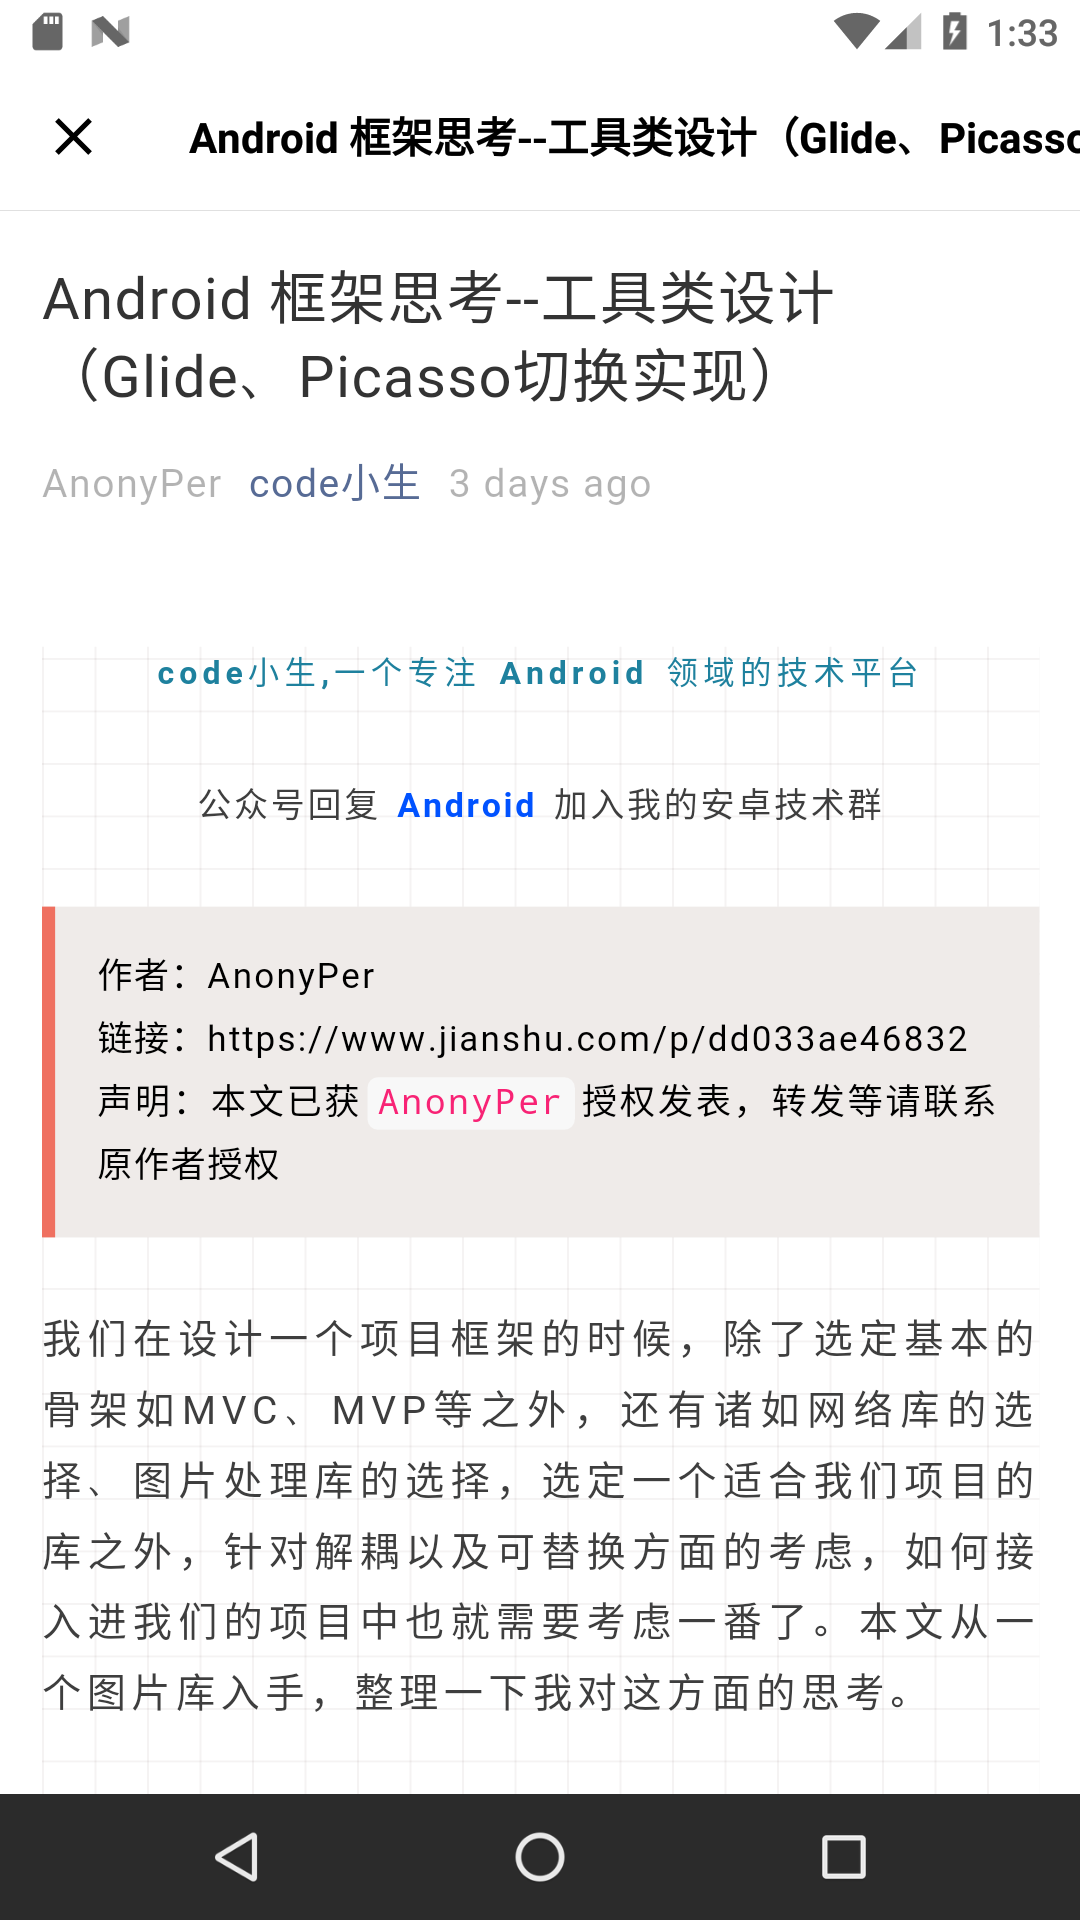 1:33
Android 框架思考--工具类设计（Glide、Picasso
Android 框架思考--工具类设计
（Glide、Picasso切换实现）
AnonyPer code小生 3 days ago
code小生,一个专注 Android 领域的技术平台
公众号回复 Android 加入我的安卓技术群
作者：AnonyPer
链接：https://www.jianshu.com/p/dd033ae46832
声明：本文已获 AnonyPer 授权发表，转发等请联系
原作者授权
我们在设计一个项目框架的时候，除了选定基本的
骨架如MVC、MVP等之外，还有诸如网络库的选
择、图片处理库的选择，选定一个适合我们项目的
库之外，针对解耦以及可替换方面的考虑，如何接
入进我们的项目中也就需要考虑一番了。本文从一
个图片库入手，整理一下我对这方面的思考。